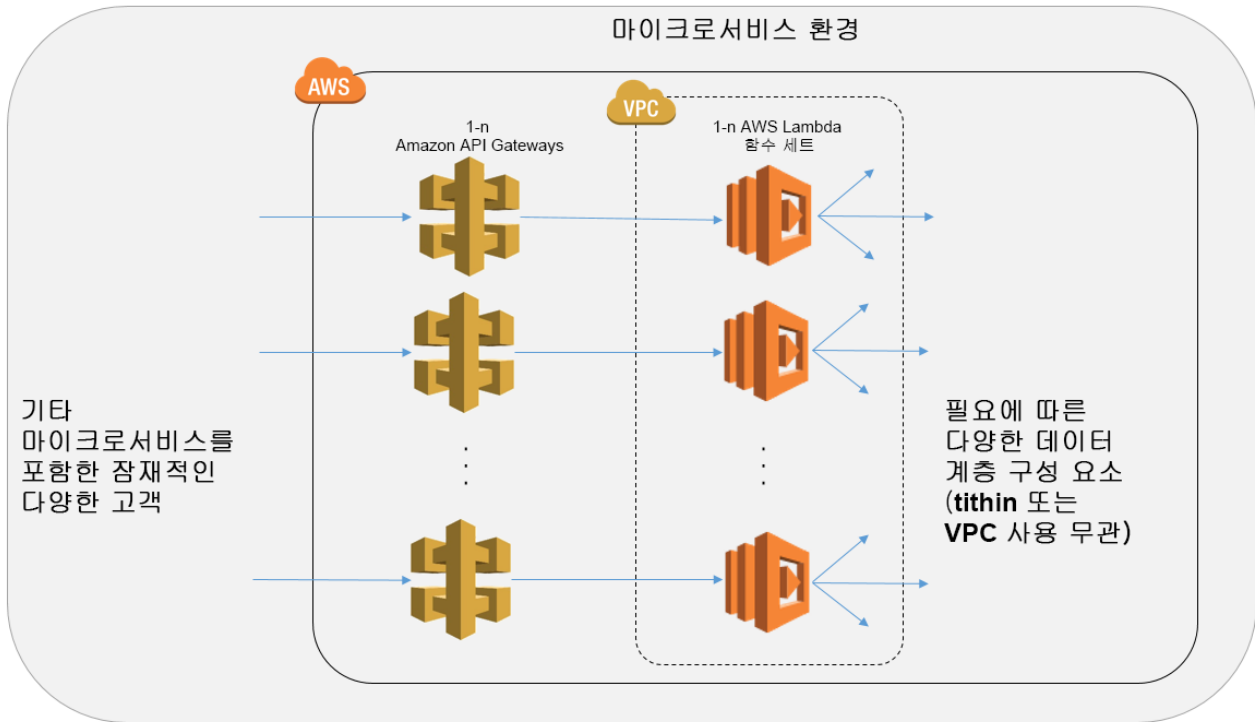 마이크로서비스 환경
AWS
VPC
1-n
Amazon API Gateways
1-n AWS Lambda
함수 세트
기타
마이크로서비스를
포함한 잠재적인
다양한 고객
필요에 따른
다양한 데이터
계층 구성 요소
(tithin 또는
VPC 사용 무관)